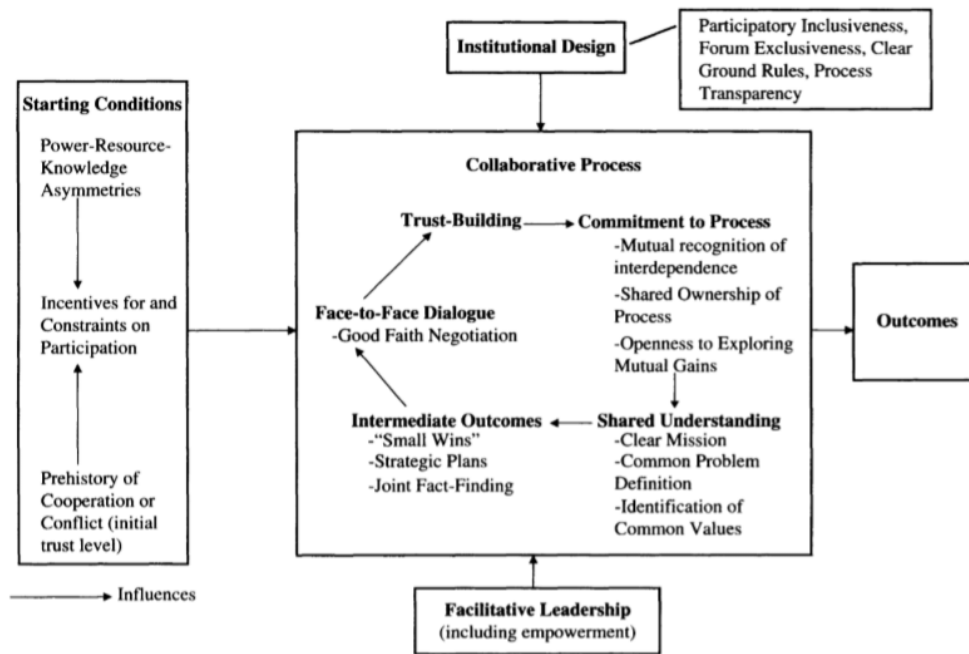 Institutional Design
Participatory Inclusiveness,
Forum Exclusiveness, Clear
Ground Rules, Process
Transparency
Starting Conditions
Power-Resource-
Knowledge
Asymmetries
Incentives for and
Constraints on
Participation
Prehistory of
Cooperation or
Conflict (initial
trust level)
Collaborative Process
Trust-Building
Commitment to Process
-Mutual recognition of
interdependence
-Shared Ownership of
Process
-Openness to Exploring
Mutual Gains
Face-to-Face Dialogue
-Good Faith Negotiation
Intermediate Outcomes
-“Small Wins”
-Strategic Plans
-Joint Fact-Finding
Shared Understanding
-Clear Mission
-Common Problem
Definition
-Identification of
Common Values
Outcomes
Influences
Facilitative Leadership
(including empowerment)